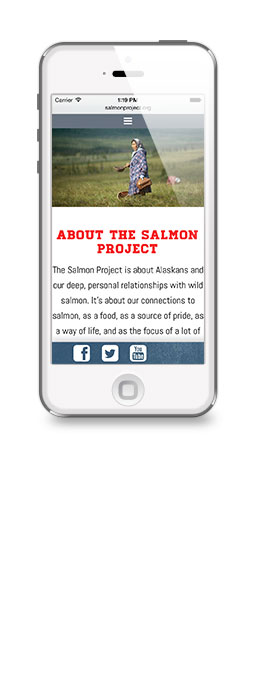 Carrier 1:19 PM
salmonproject.org
ABOUT THE SALMON
PROJECT
The Salmon Project is about Alaskans and
our deep, personal relationships with wild
salmon. It's about our connections to
salmon, as a food, as a source of pride, as
a way of life, and as the focus of a lot of
You Tube